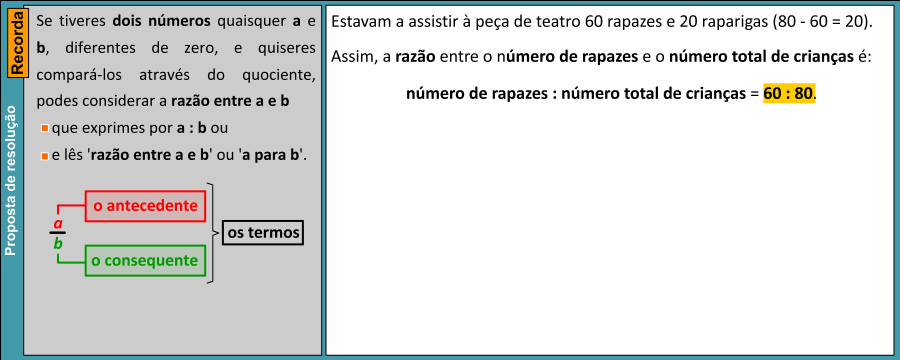 Recorda
Proposta de resolução
Se tiveres dois números quaisquer a e
b, diferentes de zero, e quiseres
compará-los através do quociente,
podes considerar a razão entre a e b
que exprimes por a : b ou
e lês 'razão entre a e b' ou 'a para b'.
a
b
o antecedente
o consequente
os termos
Estavam a assistir à peça de teatro 60 rapazes e 20 raparigas (80 - 60 = 20).
Assim, a razão entre o número de rapazes e o número total de crianças é:
número de rapazes : número total de crianças = 60 : 80.